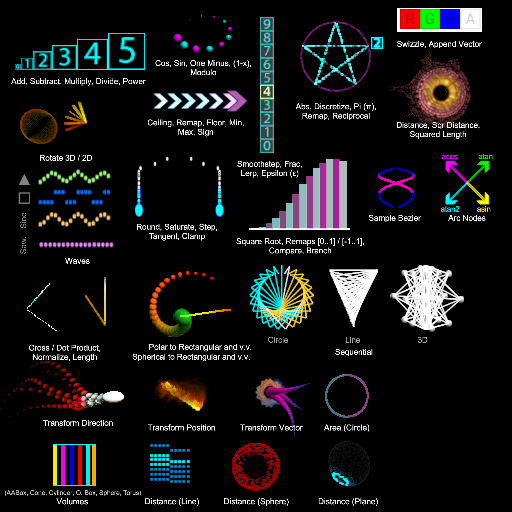 1 2 3 4 5
Add, Subtract, Multiply, Divide, Power
Cos, Sin, One Minus, (1-x),
Modulo
9
8
7
6
5
4
3
2
1
0
2
Abs, Discretize, Pi (π),
Remap, Reciprocal
R G B A
Swizzle, Append Vector
Rotate 3D / 2D
Ceiling, Remap, Floor, Min,
Max, Sign
Distance, Sqr Distance,
Squared Length
Saw, Sine
Waves
Round, Saturate, Step,
Tangent, Clamp
Smoothstep, Frac,
Lerp, Epsilon (ε)
Square Root, Remaps [0..1] / [-1..1],
Compare, Branch
Sample Bezier
acos atan
atan2 asin
Arc Nodes
Cross / Dot Product,
Normalize, Length
Polar to Rectangular and v.v.
Spherical to Rectangular and v.v.
Circle Line 3D
Sequential
Transform Direction
Transform Position
Transform Vector
Area (Circle)
(AABox, Cone, Cylinder, O. Box, Sphere, Torus)
Volumes
Distance (Line)
Distance (Sphere)
Distance (Plane)